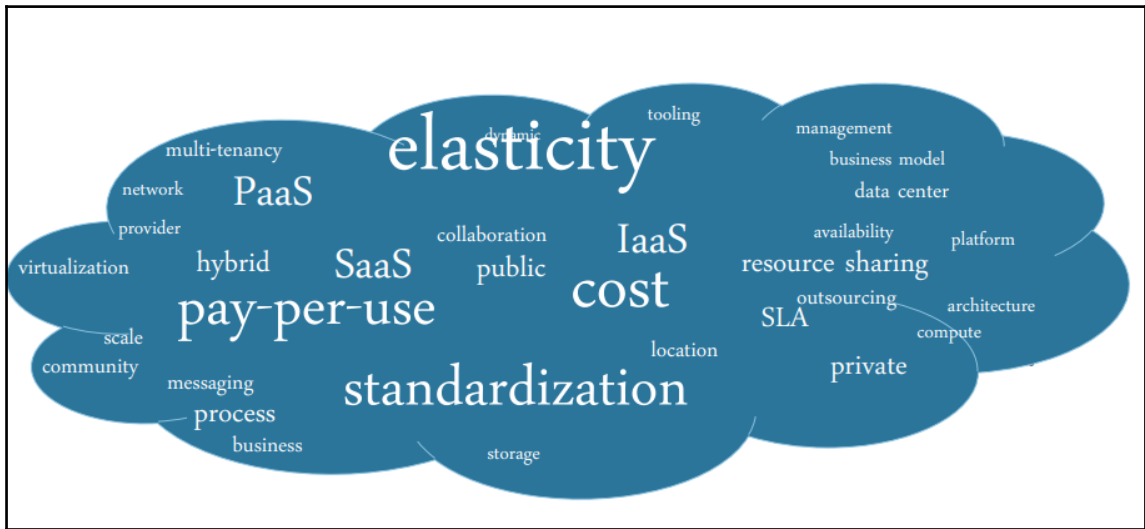 tooling
elasticity
dynamic
management
multi-tenancy
business model
PaaS
network
data center
provider
collaboration
IaaS
availability
platform
virtualization
hybrid
SaaS
public
resource sharing
pay-per-use
cost
outsourcing
architecture
SLA
compute
scale
location
community
private
messaging
standardization
process
business
storage